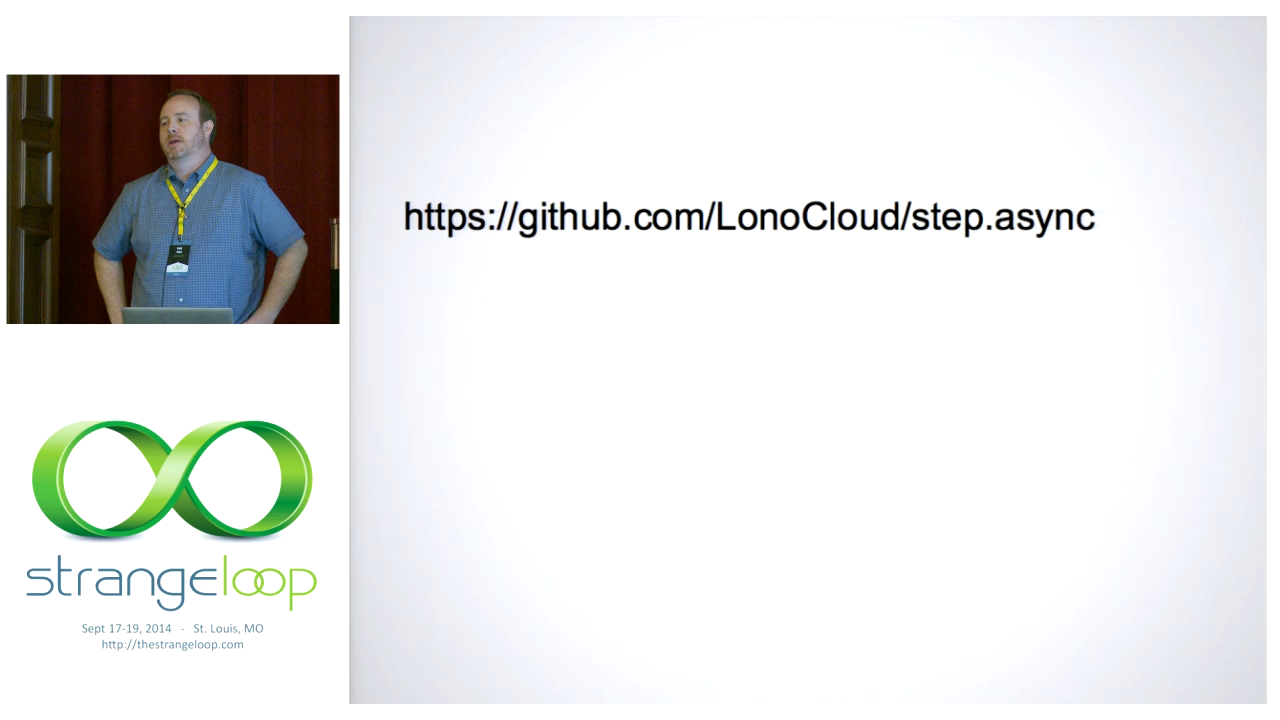 https://github.com/LonoCloud/step.async
strangeloop
Sept 17-19, 2014 - St. Louis, MO
http://thestrangeloop.com